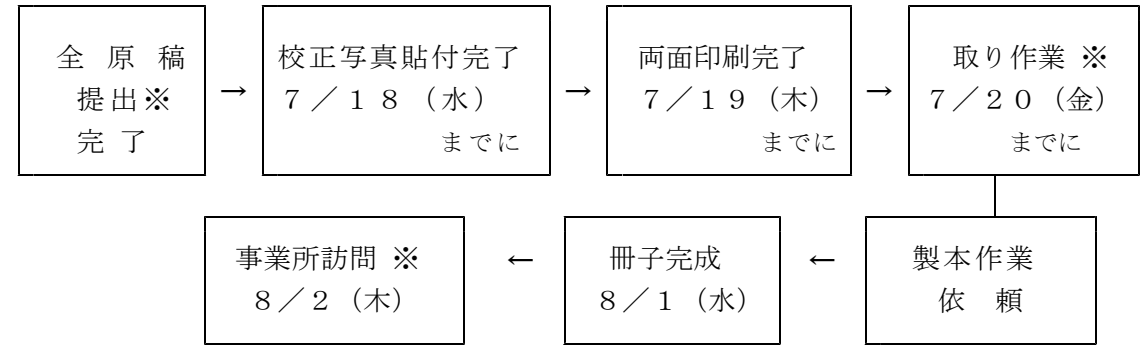 全原稿
提出※
完了
→
校正写真貼付完了
7／18（水）
までに
→
両面印刷完了
7／19（木）
までに
→
取り作業 ※
7／20（金）
までに
製本作業
依頼
←
冊子完成
8／1（水）
←
事業所訪問 ※
8／2（木）